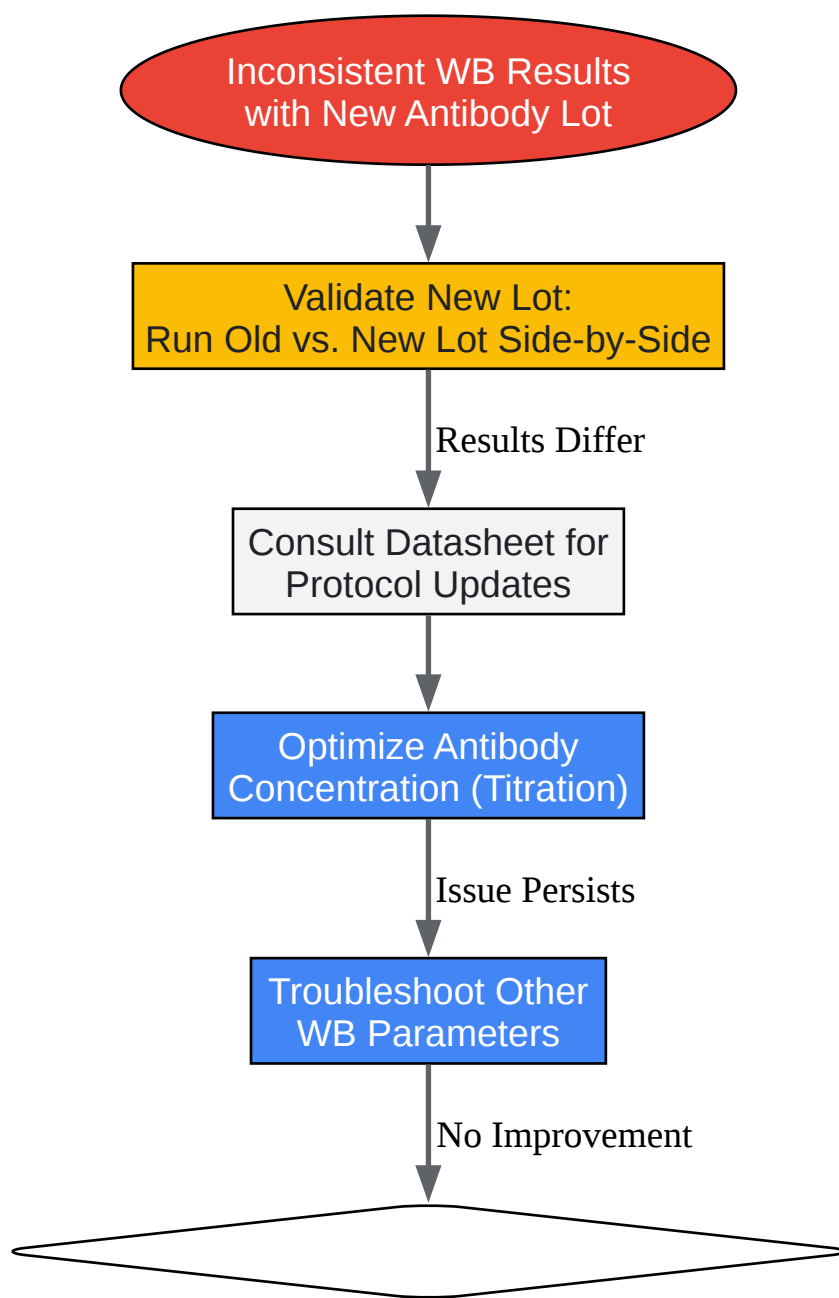 Inconsistent WB Results
with New Antibody Lot
Validate New Lot:
Run Old vs. New Lot Side-by-Side
Results Differ
Consult Datasheet for
Protocol Updates
Optimize Antibody
Concentration (Titration)
Issue Persists
Troubleshoot Other
WB Parameters
No Improvement